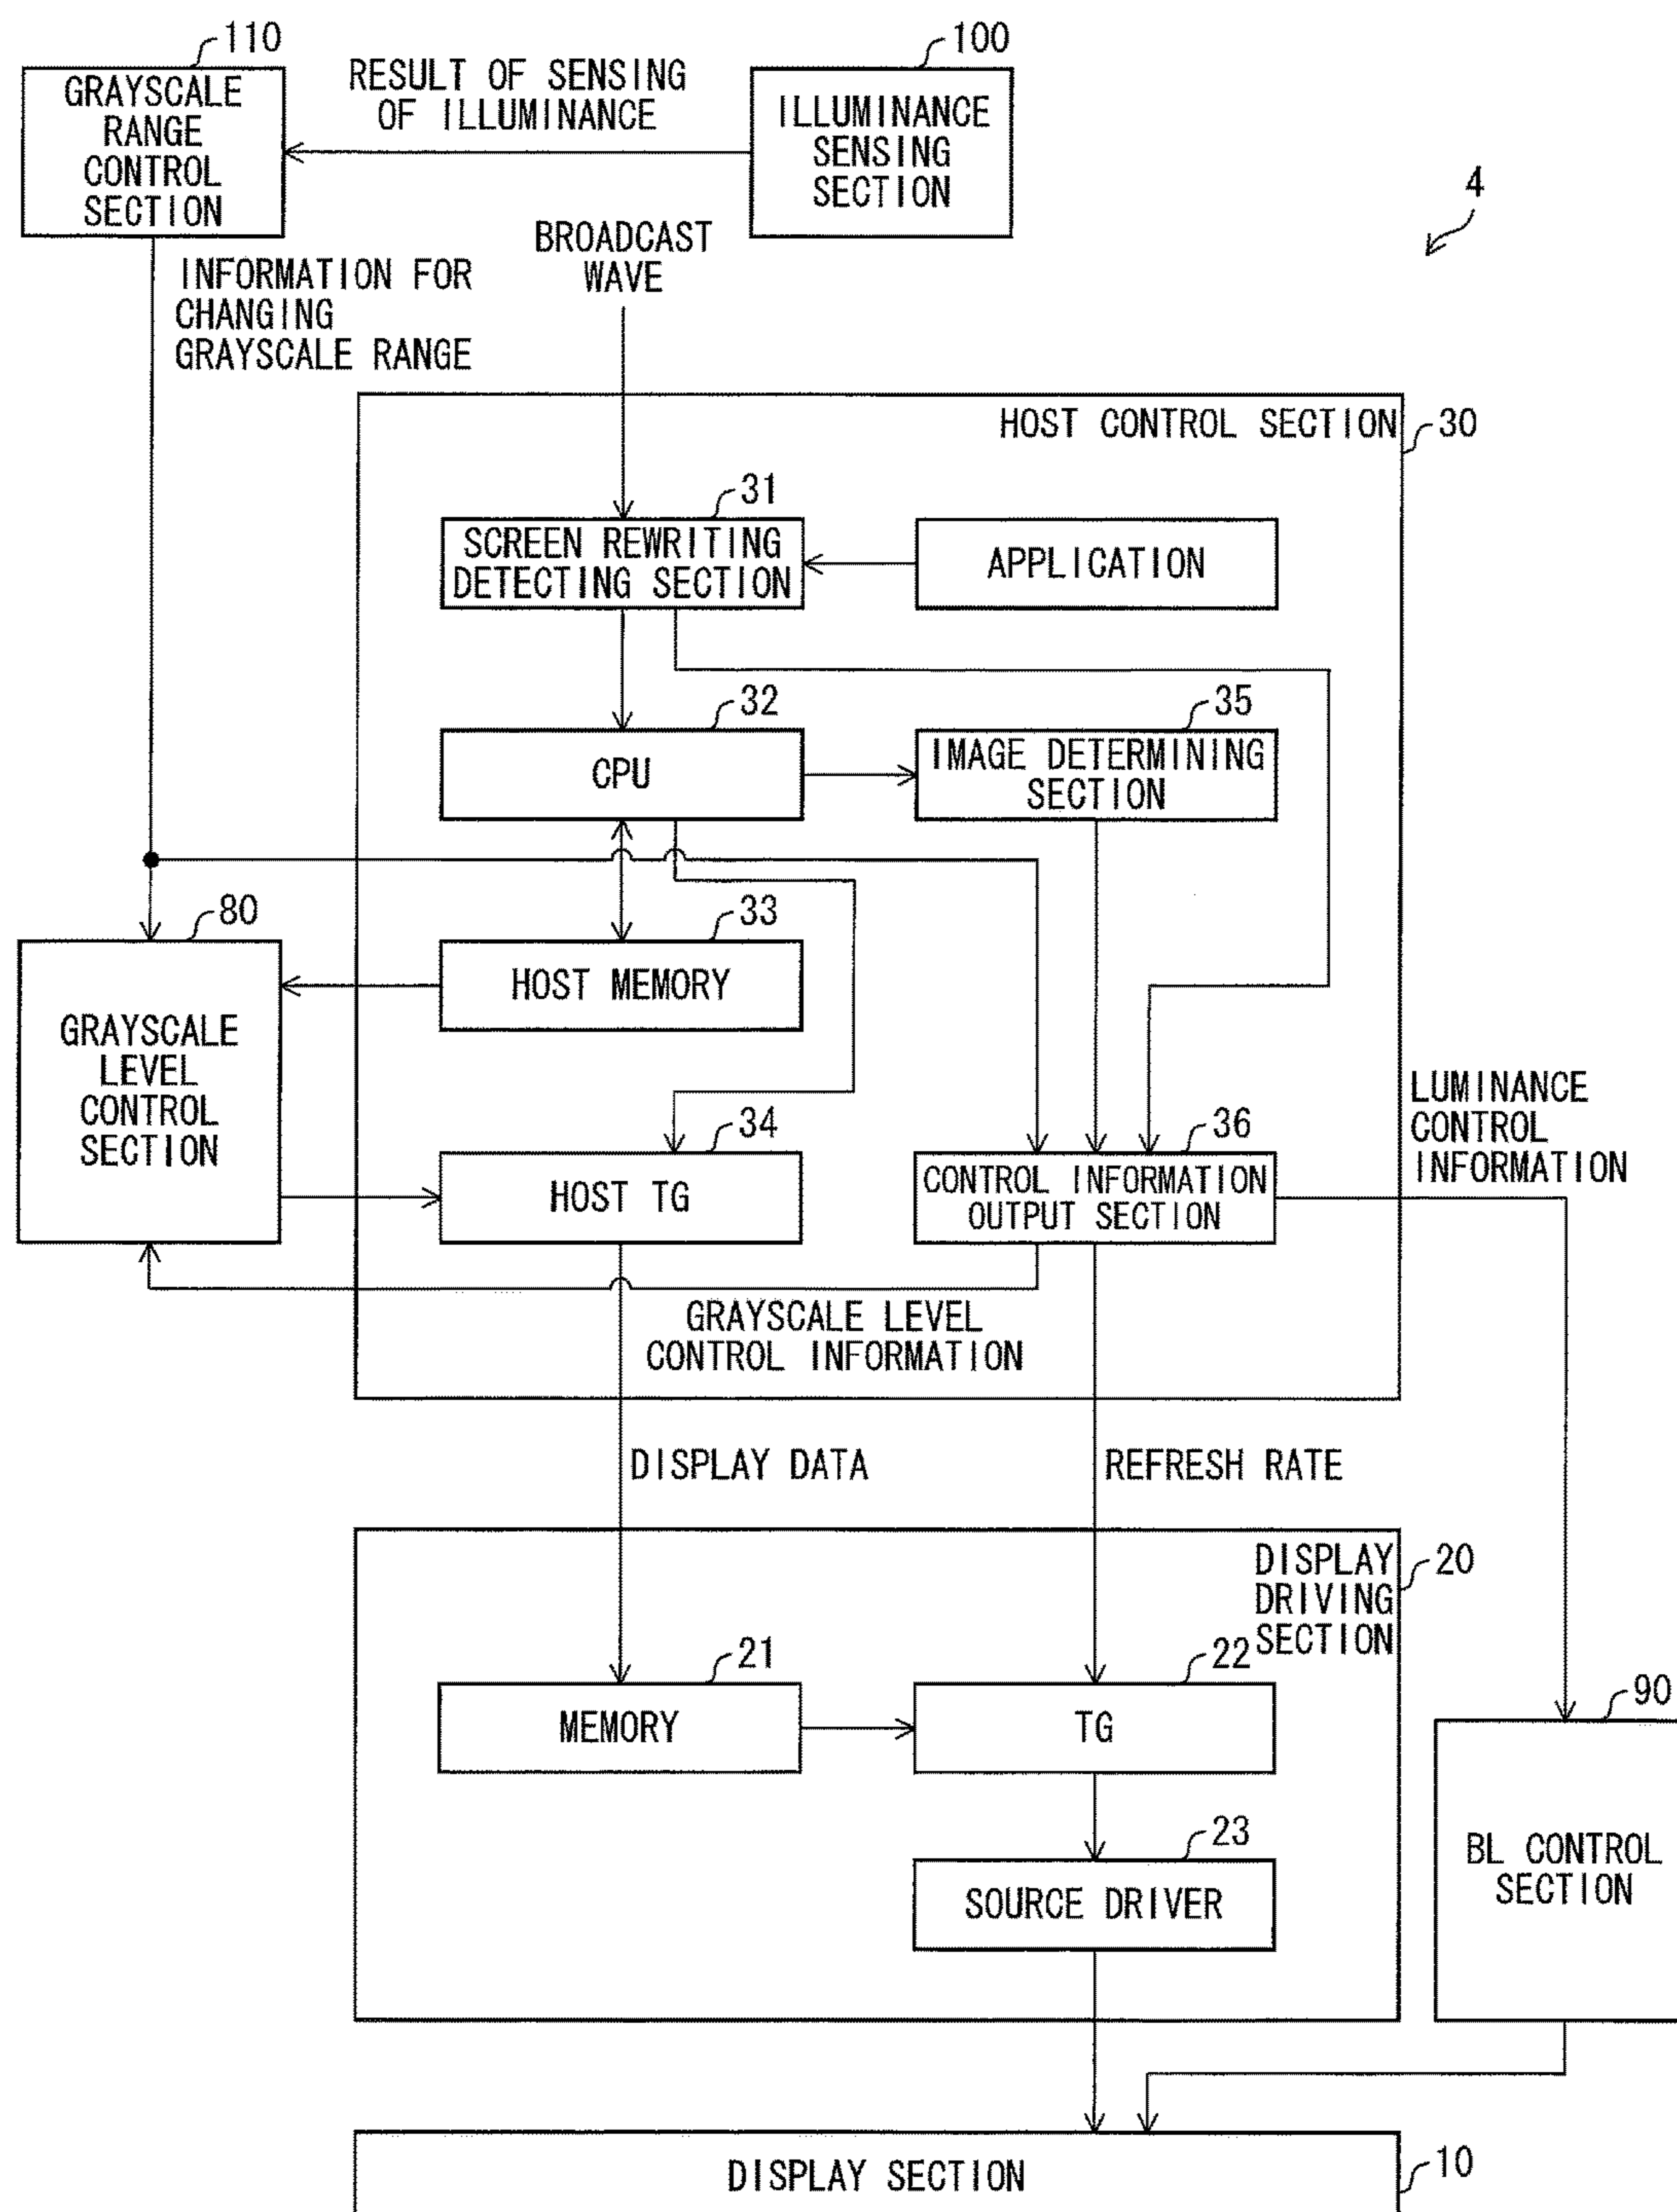 110
GRAYSCALE
RANGE
CONTROL
SECTION
RESULT OF SENSING
OF ILLUMINANCE
100
ILLUMINANCE
SENSING
SECTION
4
INFORMATION FOR
CHANGING
GRAYSCALE RANGE
BROADCAST
WAVE
HOST CONTROL SECTION
30
31
SCREEN REWRITING
DETECTING SECTION
APPLICATION
32
CPU
35
IMAGE DETERMINING
SECTION
80
GRAYSCALE
LEVEL
CONTROL
SECTION
33
HOST MEMORY
34
HOST TG
36
CONTROL INFORMATION
OUTPUT SECTION
LUMINANCE
CONTROL
INFORMATION
GRAYSCALE LEVEL
CONTROL INFORMATION
DISPLAY DATA
REFRESH RATE
DISPLAY
DRIVING
SECTION
20
21
MEMORY
22
TG
23
SOURCE DRIVER
90
BL CONTROL
SECTION
DISPLAY SECTION
10